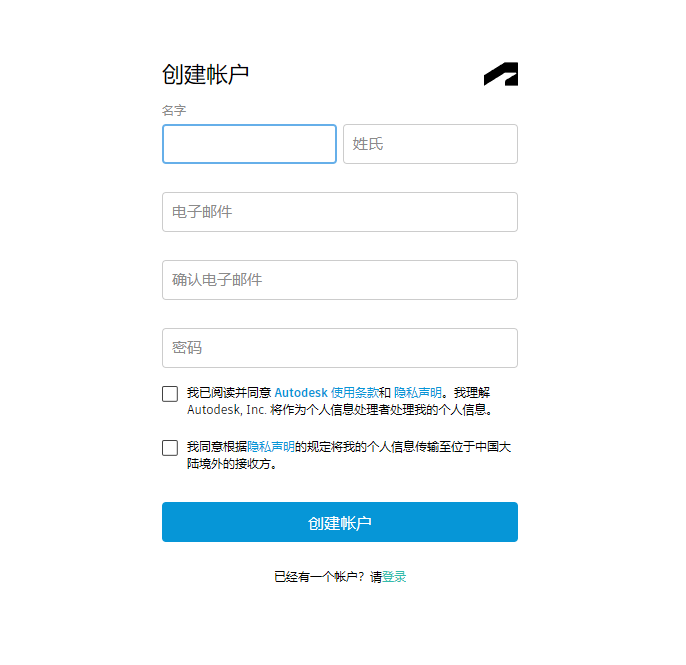 创建帐户
名字
姓氏
电子邮件
确认电子邮件
密码
我已阅读并同意 Autodesk 使用条款和 隐私声明。我理解
Autodesk, Inc. 将作为个人信息处理者处理我的个人信息。
我同意根据隐私声明的规定将我的个人信息传输至位于中国大
陆境外的接收方。
创建帐户
已经有一个帐户？请登录